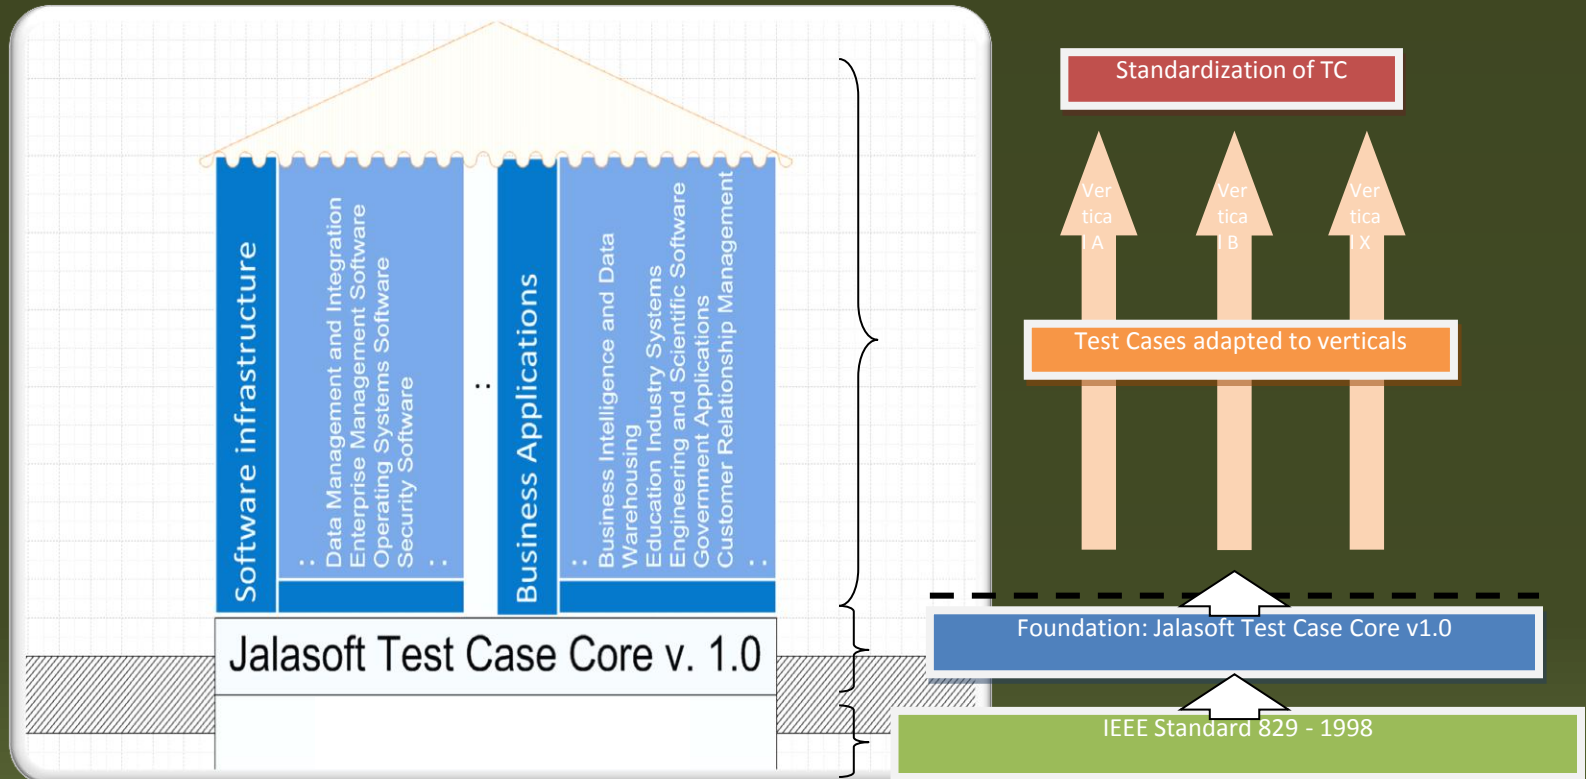 Software infrastructure
: :
Data Management and Integration
Enterprise Management Software
Operating Systems Software
Security Software
: :
: :
Business Applications
: :
Business Intelligence and Data
Warehousing
Education Industry Systems
Engineering and Scientific Software
Government Applications
Customer Relationship Management
: :
Jalasoft Test Case Core v. 1.0
Standardization of TC
Ver
tica
l A
Ver
tica
l B
Ver
tica
l X
Test Cases adapted to verticals
Foundation: Jalasoft Test Case Core v1.0
IEEE Standard 829 - 1998